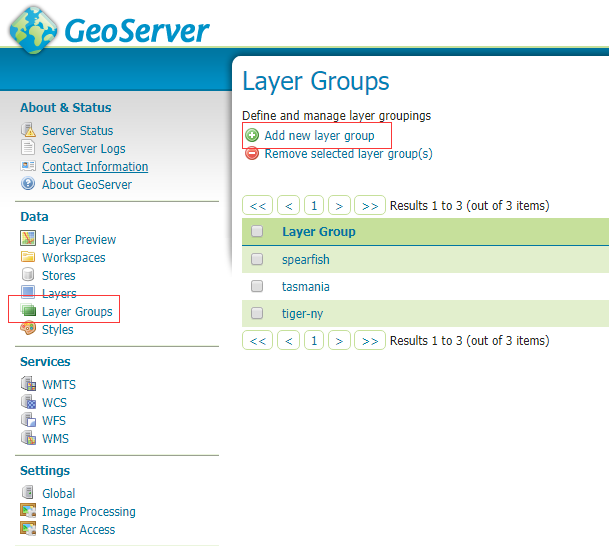 GeoServer
About & Status
Server Status
GeoServer Logs
Contact Information
About GeoServer
Data
Layer Preview
Workspaces
Stores
Layers
Layer Groups
Styles
Services
WMTS
WCS
WFS
WMS
Settings
Global
Image Processing
Raster Access
Layer Groups
Define and manage layer groupings
Add new layer group
Remove selected layer group(s)
<< < 1 > >> Results 1 to 3 (out of 3 items)
Layer Group
spearfish
tasmania
tiger-ny
<< < 1 > >> Results 1 to 3 (out of 3 items)